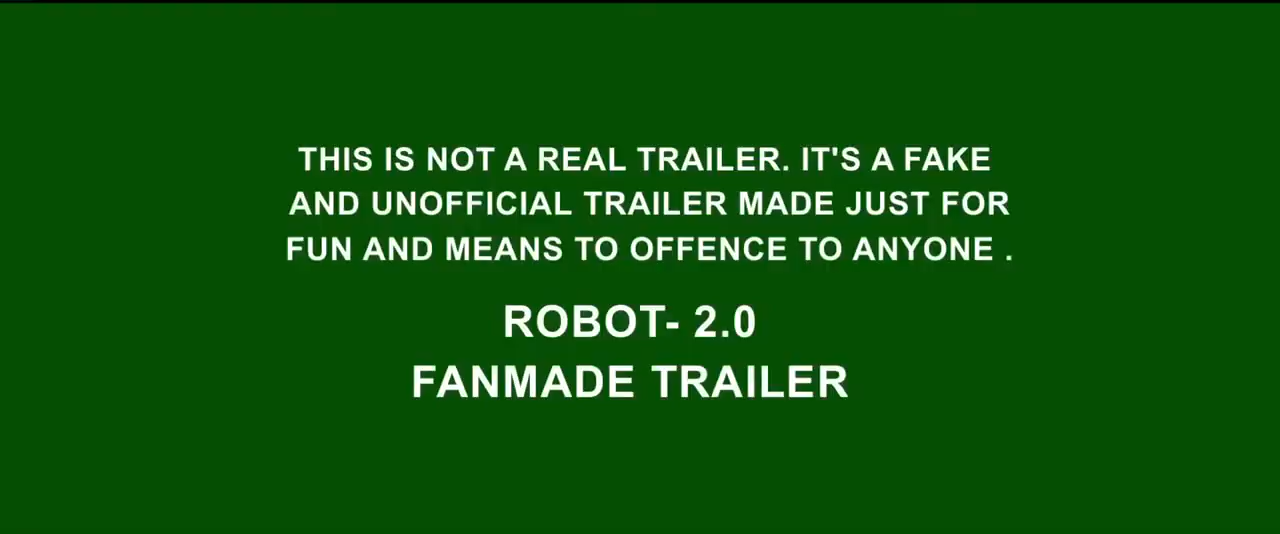 THIS IS NOT A REAL TRAILER. IT'S A FAKE
AND UNOFFICIAL TRAILER MADE JUST FOR
FUN AND MEANS TO OFFENCE TO ANYONE .
ROBOT- 2.0
FANMADE TRAILER